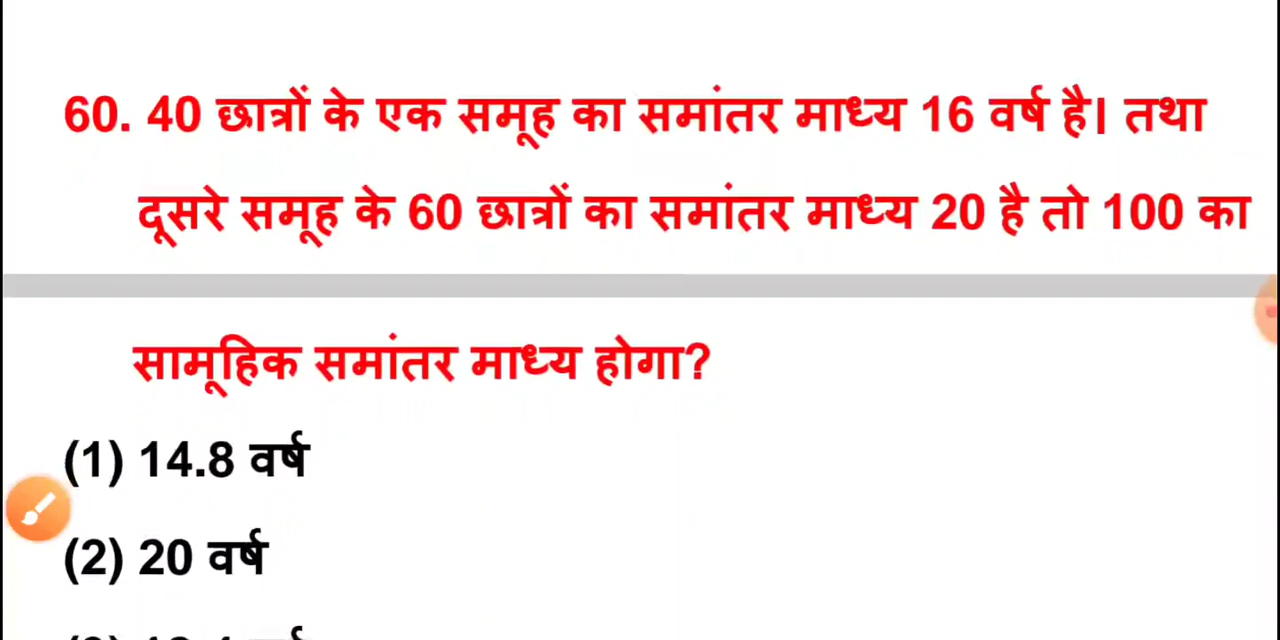 60. 40 छात्रों के एक समूह का समांतर माध्य 16 वर्ष है। तथा
दूसरे समूह के 60 छात्रों का समांतर माध्य 20 है तो 100 का
सामूहिक समांतर माध्य होगा?
(1) 14.8 वर्ष
(2) 20 वर्ष